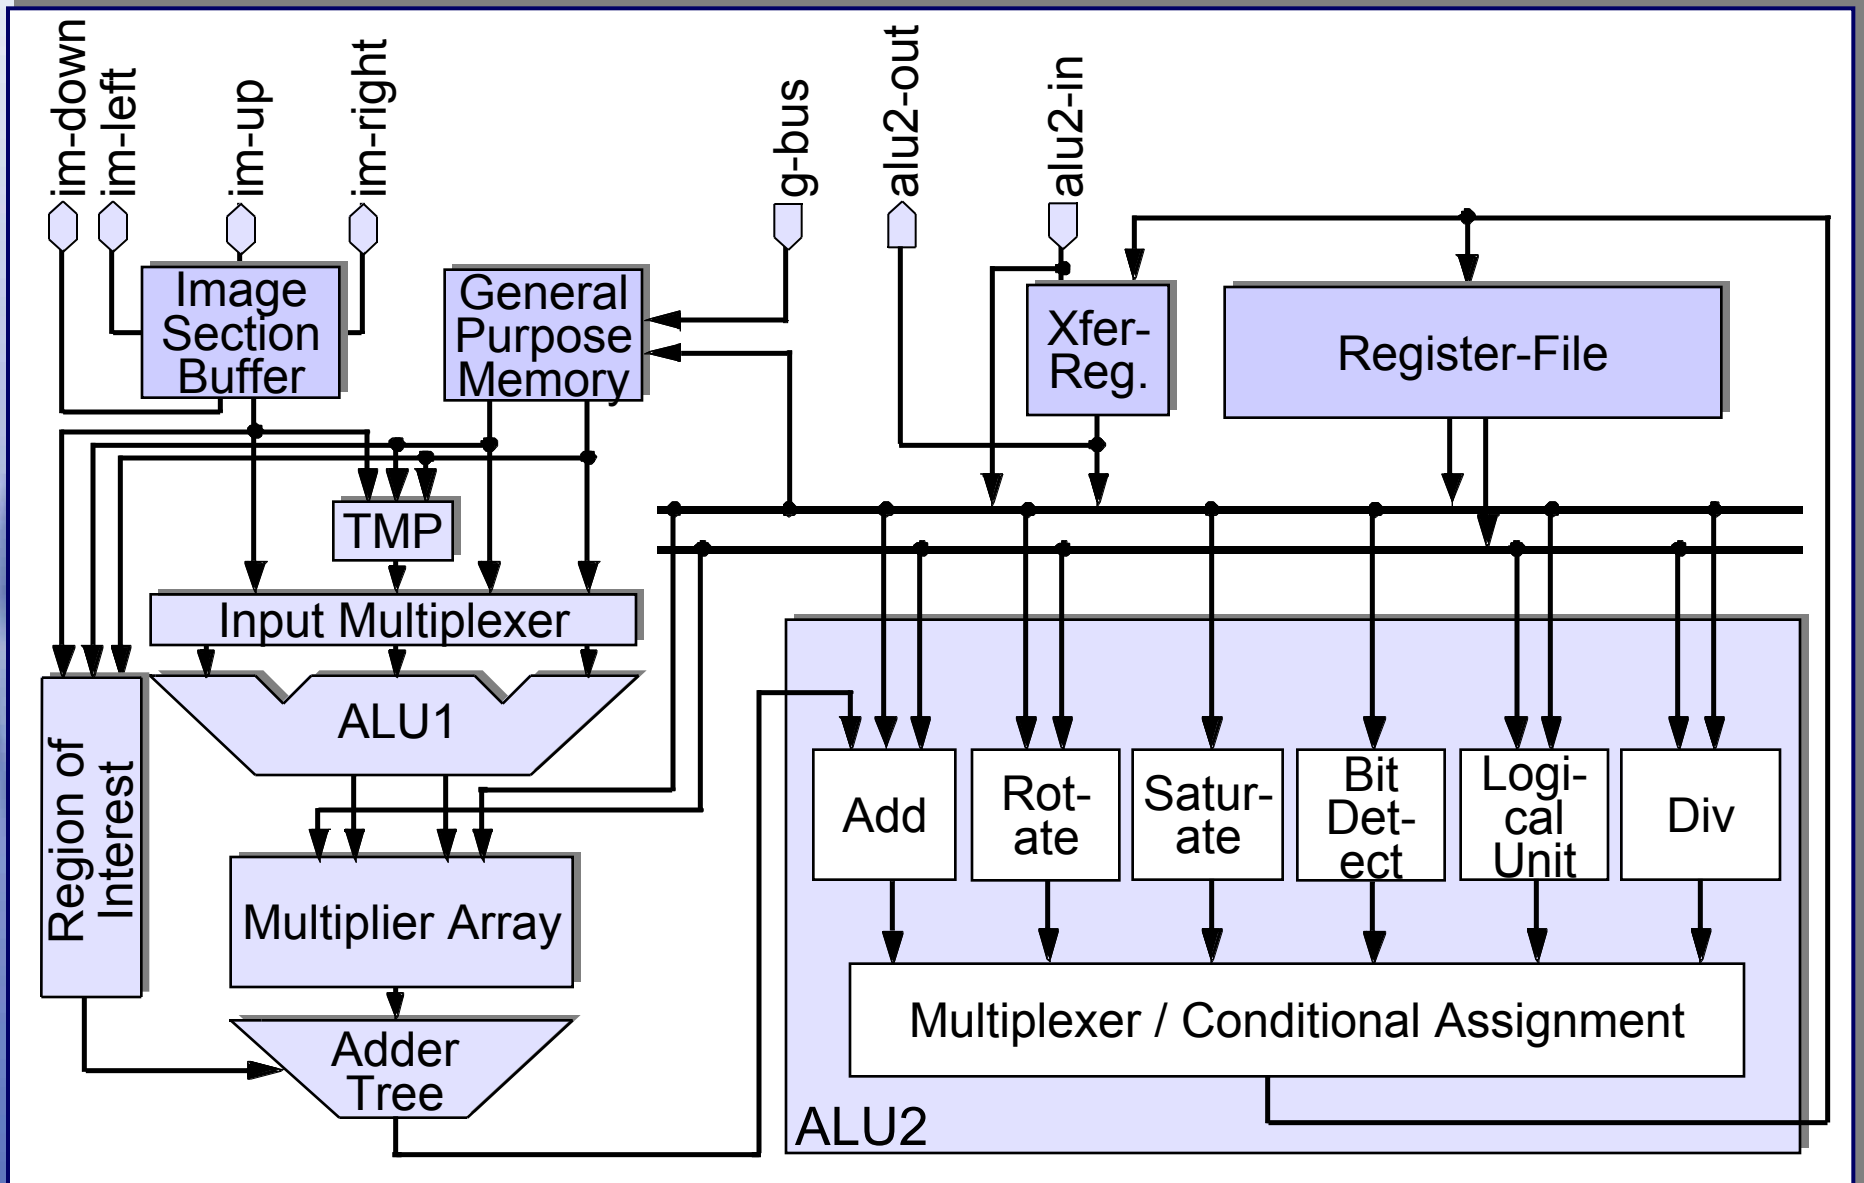 im-down
im-left
im-up
im-right
g-bus
alu2-out
alu2-in
Image
Section
Buffer
General
Purpose
Memory
Xfer-
Reg.
Register-File
TMP
Input Multiplexer
ALU1
Region of
Interest
Multiplier Array
Adder
Tree
Add
Rot-
ate
Satur-
ate
Bit
Det-
ect
Logi-
cal
Unit
Div
Multiplexer / Conditional Assignment
ALU2